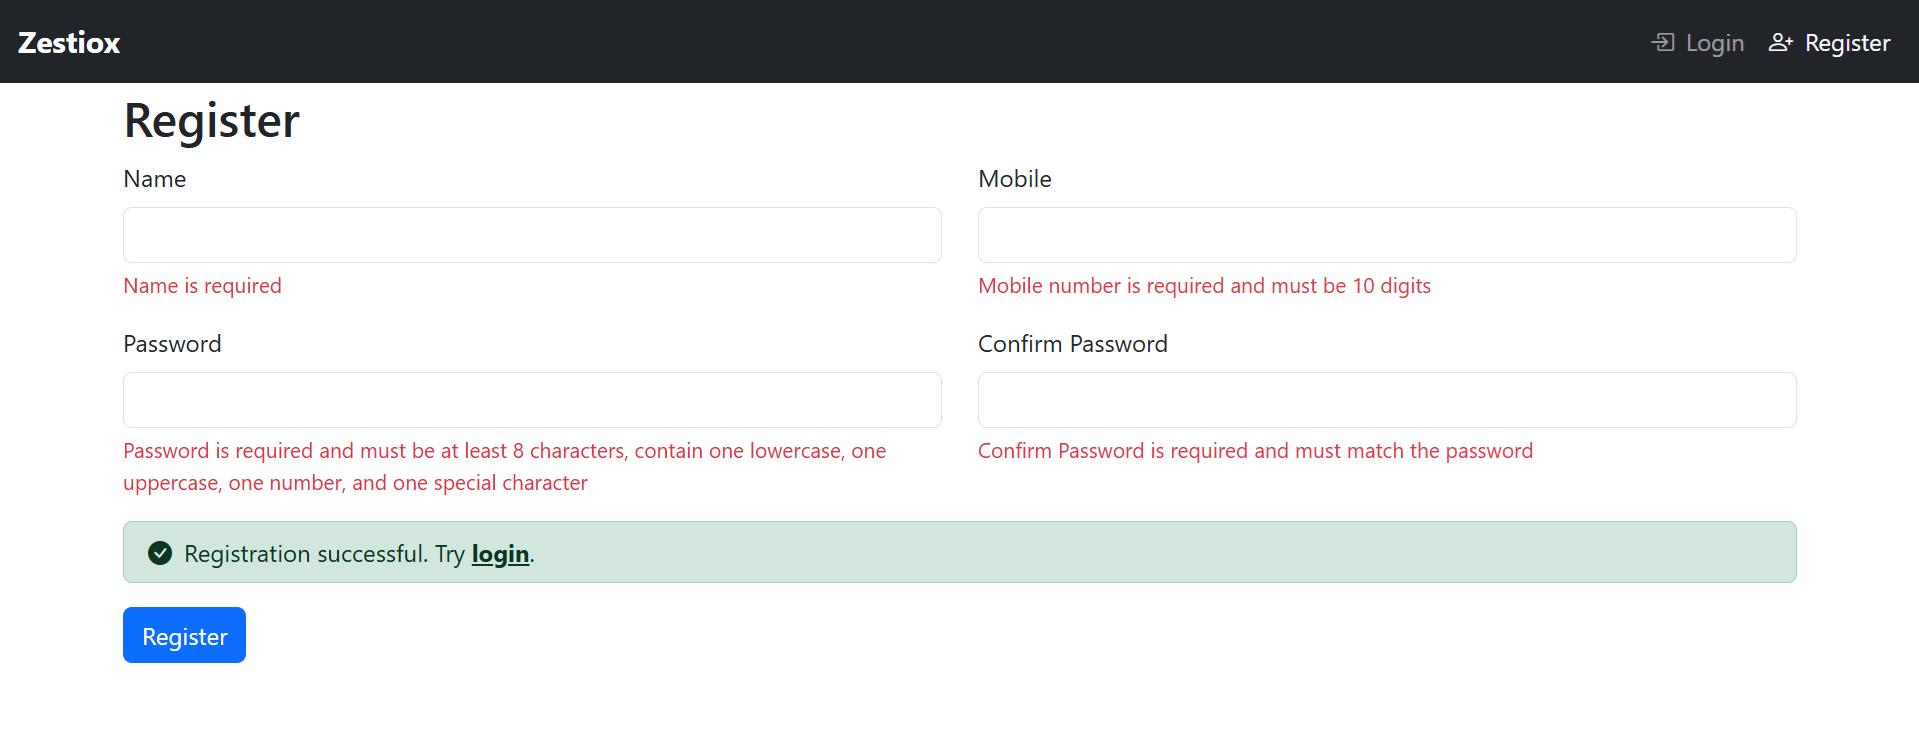 Zestiox
Login
Register
Register
Name
Mobile
Name is required
Mobile number is required and must be 10 digits
Password
Confirm Password
Password is required and must be at least 8 characters, contain one lowercase, one
uppercase, one number, and one special character
Confirm Password is required and must match the password
Registration successful. Try login.
Register